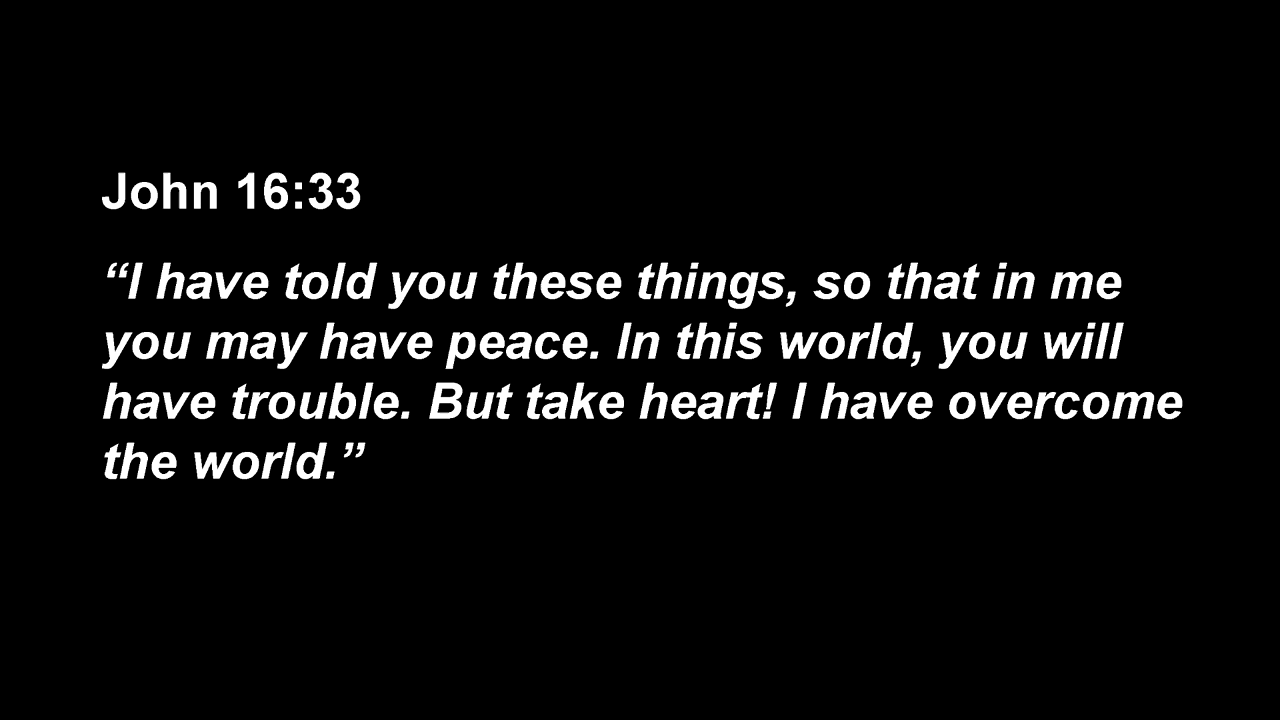 John 16:33
“I have told you these things, so that in me
you may have peace. In this world, you will
have trouble. But take heart! I have overcome
the world.”